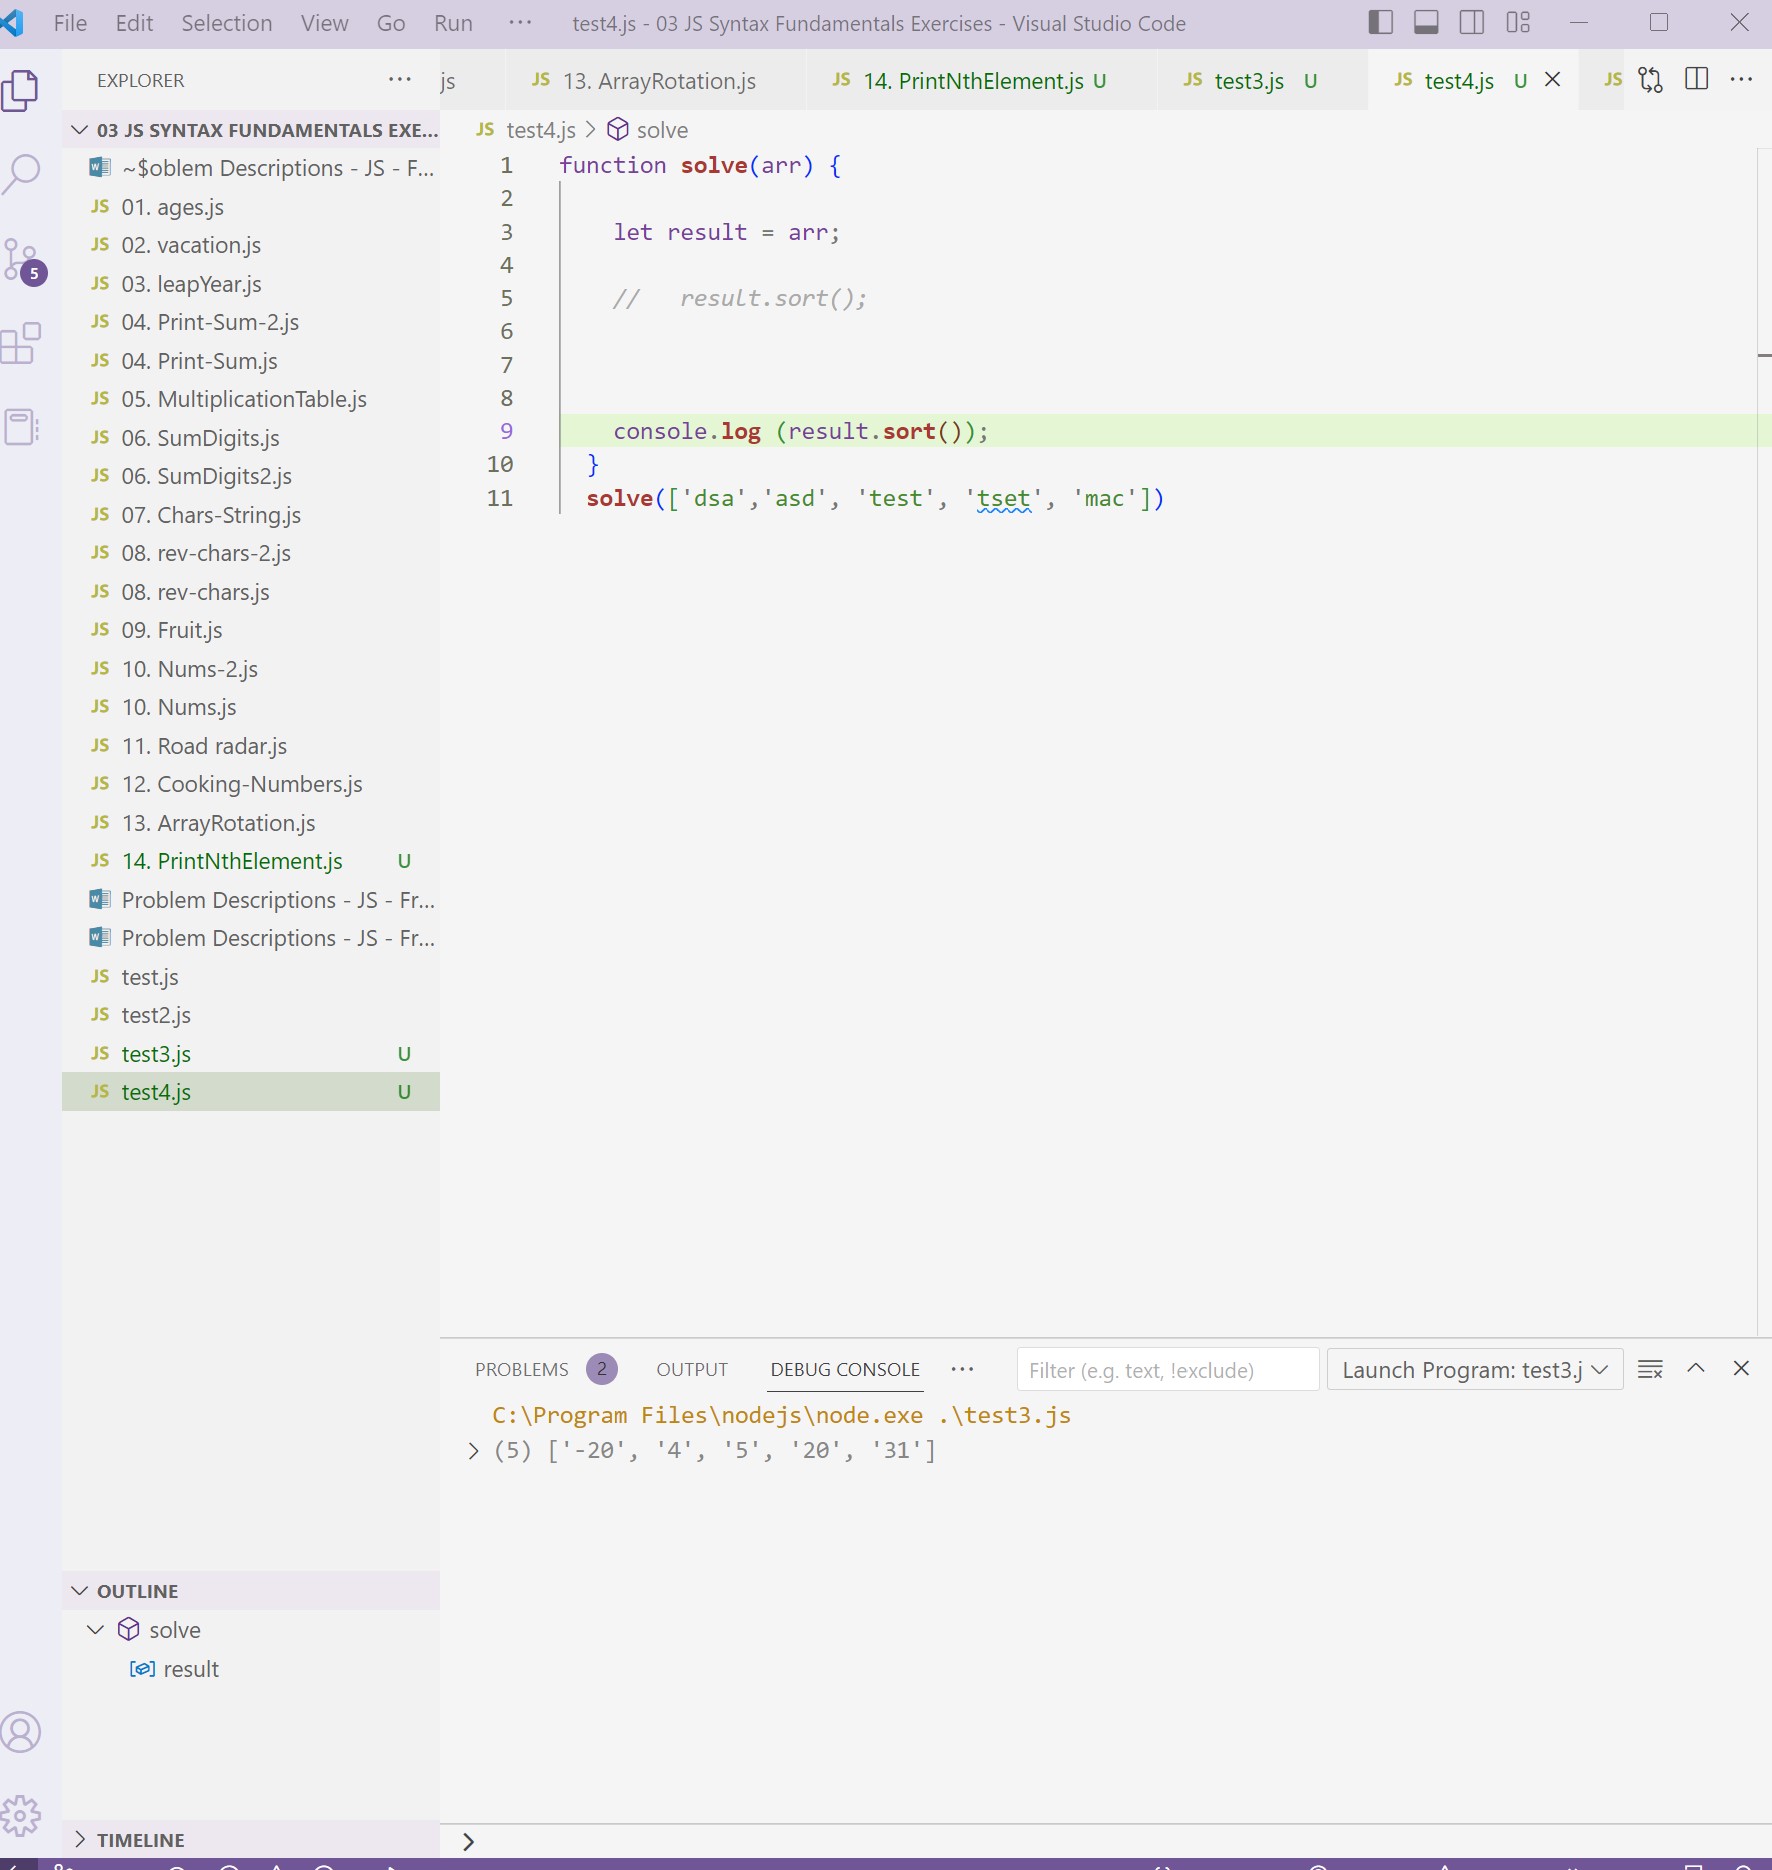 File Edit Selection View Go Run ··· test4.js - 03 JS Syntax Fundamentals Exercises - Visual Studio Code
EXPLORER ···
js JS 13. ArrayRotation.js JS 14. PrintNthElement.js U JS test3.js U JS test4.js U JS ···
03 JS SYNTAX FUNDAMENTALS EXE...
~$oblem Descriptions - JS - F...
JS 01. ages.js
JS 02. vacation.js
JS 03. leapYear.js
JS 04. Print-Sum-2.js
JS 04. Print-Sum.js
JS 05. MultiplicationTable.js
JS 06. SumDigits.js
JS 06. SumDigits2.js
JS 07. Chars-String.js
JS 08. rev-chars-2.js
JS 08. rev-chars.js
JS 09. Fruit.js
JS 10. Nums-2.js
JS 10. Nums.js
JS 11. Road radar.js
JS 12. Cooking-Numbers.js
JS 13. ArrayRotation.js
JS 14. PrintNthElement.js U
Problem Descriptions - JS - Fr...
Problem Descriptions - JS - Fr...
JS test.js
JS test2.js
JS test3.js U
JS test4.js U
5
OUTLINE
solve
result
TIMELINE
JS test4.js > solve
1 function solve(arr) {
2
3 let result = arr;
4
5 // result.sort();
6
7
8
9 console.log (result.sort());
10 }
11 solve(['dsa','asd', 'test', 'tset', 'mac'])
PROBLEMS 2 OUTPUT DEBUG CONSOLE ··· Filter (e.g. text, !exclude) Launch Program: test3.j
C:\Program Files\nodejs\node.exe .\test3.js
> (5) ['-20', '4', '5', '20', '31']
>